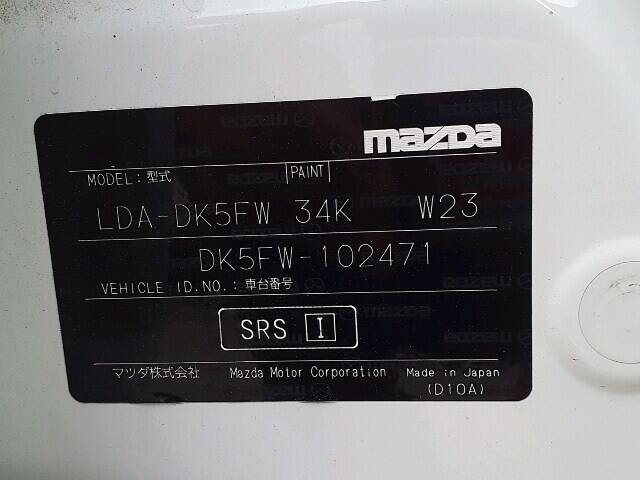 mazda
MODEL: 型式 PAINT
LDA-DK5FW 34K W23
DK5FW-102471
VEHICLE ID.NO.: 車台番号
SRS I
マツダ株式会社 Mazda Motor Corporation Made in Japan
(D10A)